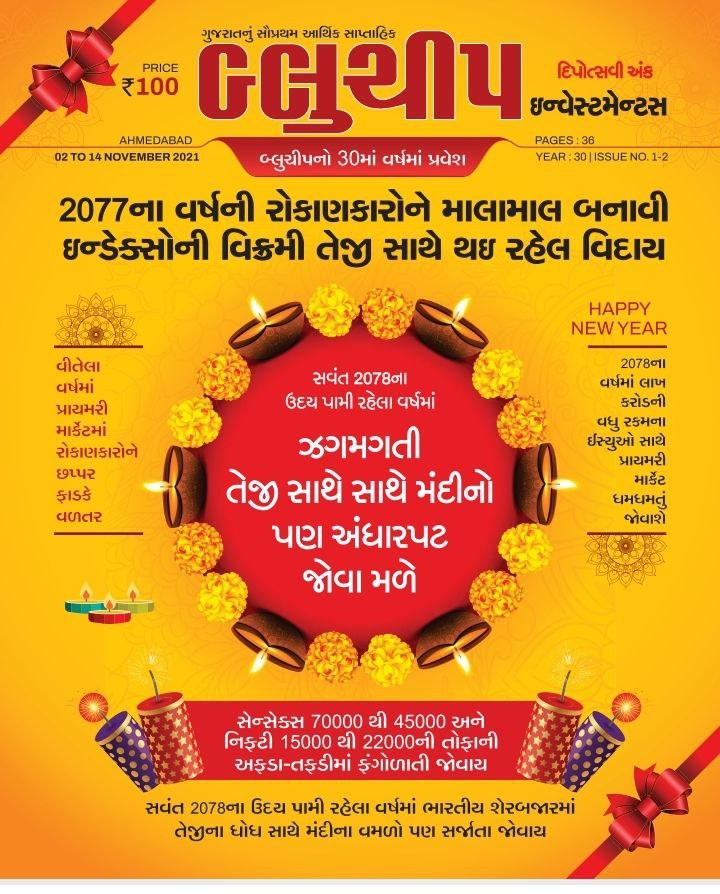 ગુજરાતનું સૌપ્રથમ આર્થિક સાપ્તાહિક
PRICE
₹100
બ્લુચીપ
દિપોત્સવી અંક
ઇન્વેસ્ટમેન્ટસ
AHMEDABAD
02 TO 14 NOVEMBER 2021
બ્લુચીપનો 30માં વર્ષમાં પ્રવેશ
PAGES : 36
YEAR : 30 | ISSUE NO. 1-2
2077ના વર્ષની રોકાણકારોને માલામાલ બનાવી
ઇન્ડેક્સોની વિક્રમી તેજી સાથે થઇ રહેલ વિદાય
વીતેલા
વર્ષમાં
પ્રાયમરી
માર્કેટમાં
રોકાણકારોને
છપ્પર
ફાડકે
વળતર
સવંત 2078ના
ઉદય પામી રહેલા વર્ષમાં
ઝગમગતી
તેજી સાથે સાથે મંદીનો
પણ અંધારપટ
જોવા મળે
HAPPY
NEW YEAR
2078ના
વર્ષમાં લાખ
કરોડની
વધુ રકમના
ઈસ્યુઓ સાથે
પ્રાયમરી
માર્કેટ
ધમધમતું
જોવાશે
સેન્સેક્સ 70000 થી 45000 અને
નિફ્ટી 15000 થી 22000ની તોફાની
અફડા-તફડીમાં ફંગોળાતી જોવાય
સવંત 2078ના ઉદય પામી રહેલા વર્ષમાં ભારતીય શેરબજારમાં
તેજીના ધોધ સાથે મંદીના વમળો પણ સર્જાતા જોવાય